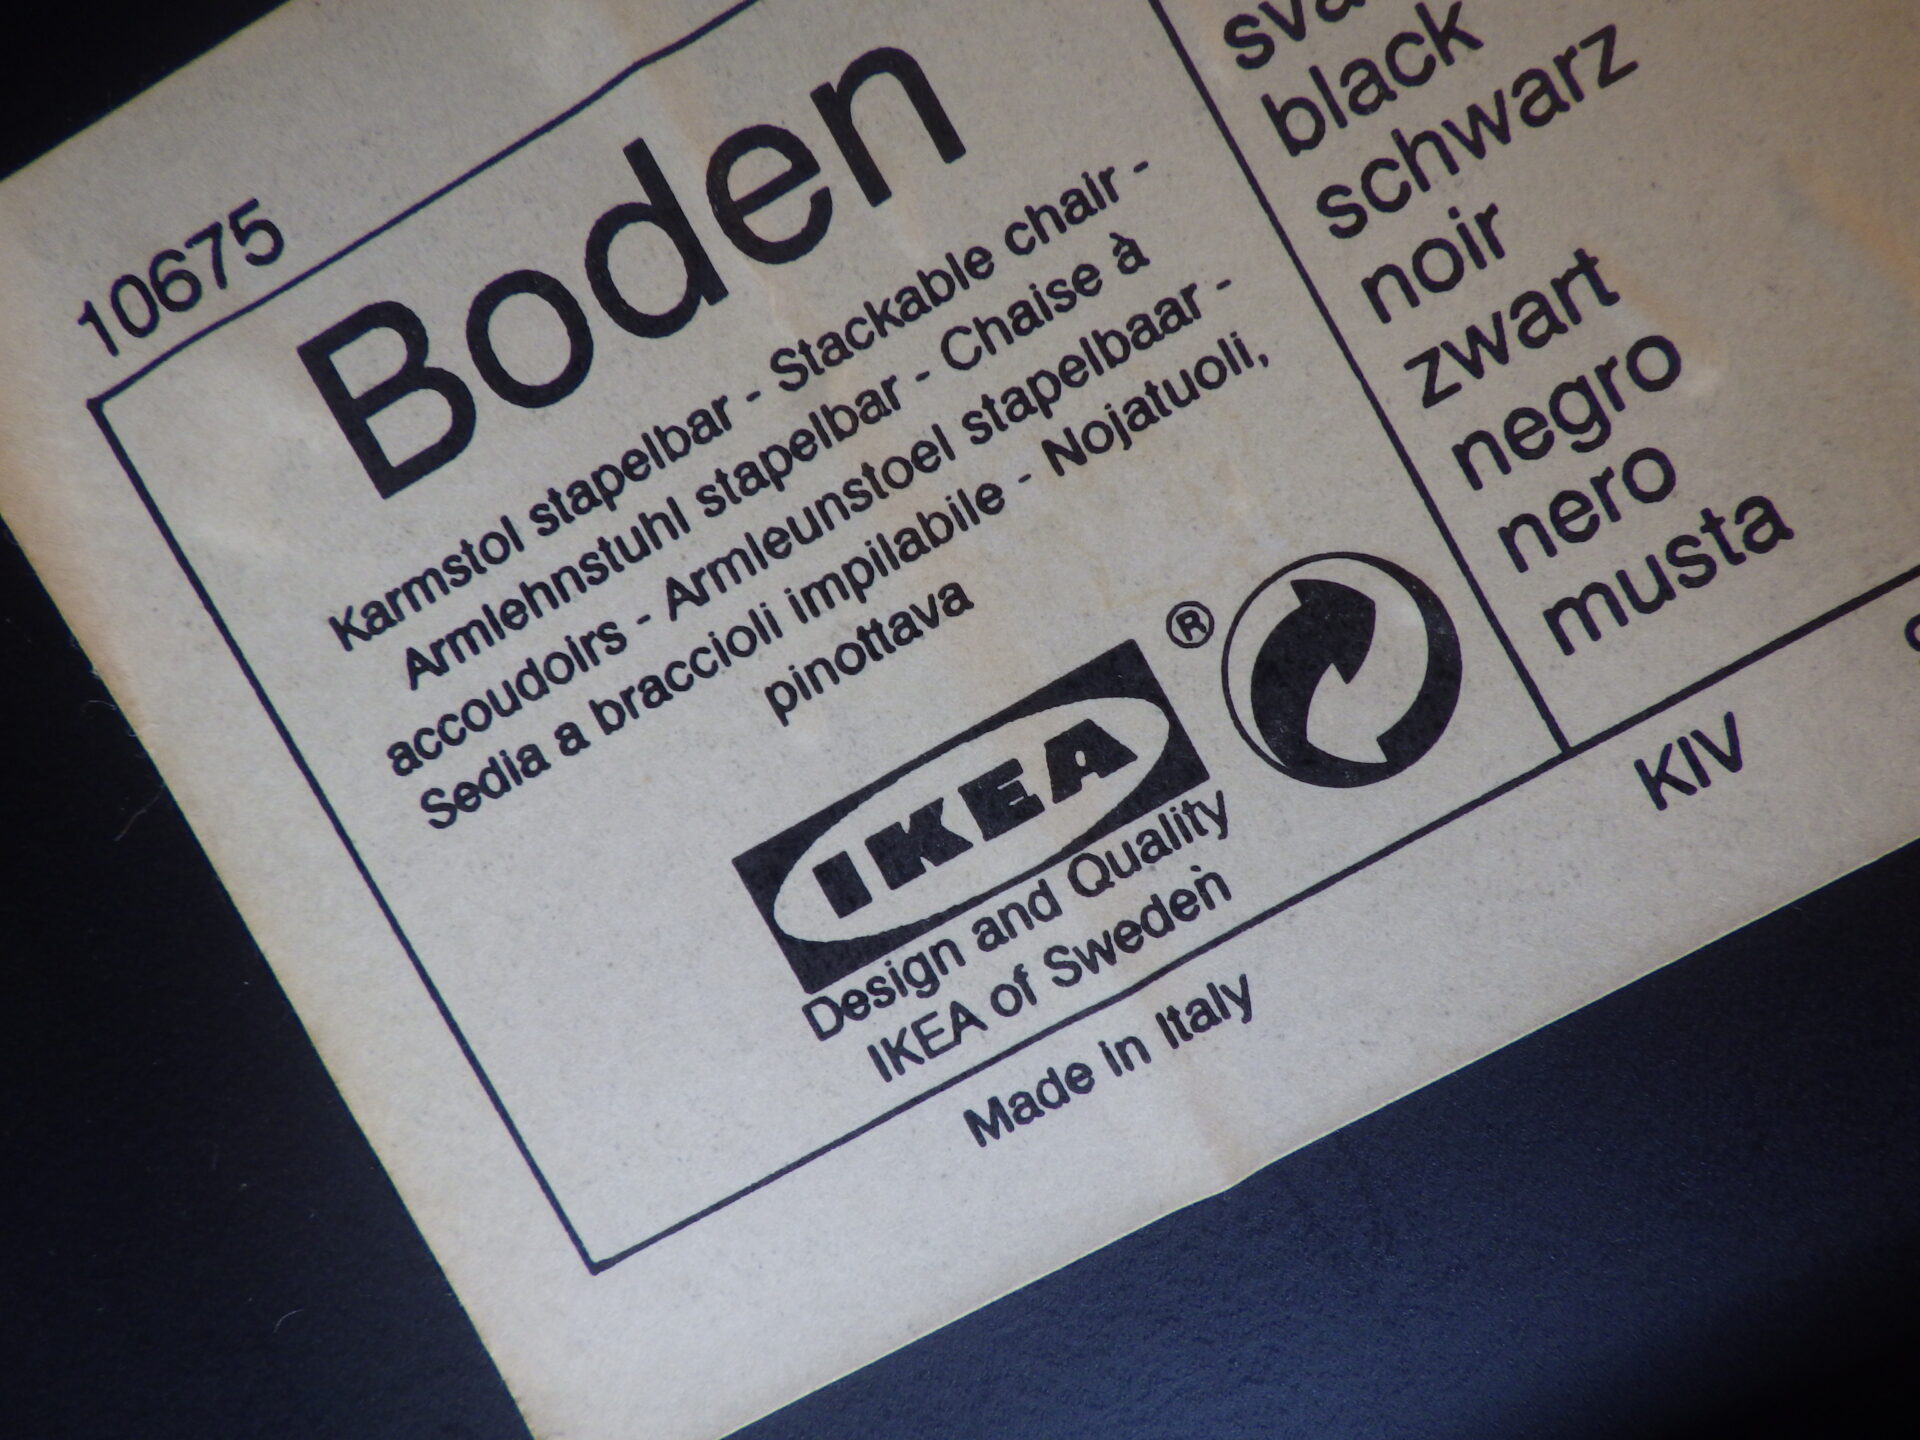 10675
Boden
Karmstol stapelbar - Stackable chair -
Armlehnstuhl stapelbar - Chaise à
accoudoirs - Armleunstoel stapelbaar -
Sedia a braccioli impilabile - Nojatuoli,
pinottava
IKEA ®
Design and Quality
IKEA of Sweden
Made in Italy
black
schwarz
noir
zwart
negro
nero
musta
KIV